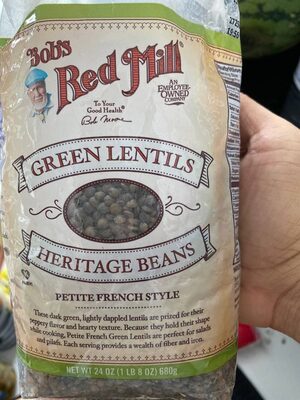 Bob's
Red Mill®
AN
EMPLOYEE-
OWNED
COMPANY
To Your
Good Health®
Bob Moore
GREEN LENTILS
HERITAGE BEANS
PETITE FRENCH STYLE
These dark green, lightly dappled lentils are prized for their
peppery flavor and hearty texture. Because they hold their shape
while cooking, Petite French Green Lentils are perfect for salads
and pilafs. Each serving provides a wealth of fiber and iron.
NET WT 24 OZ (1 LB 8 OZ) 680g